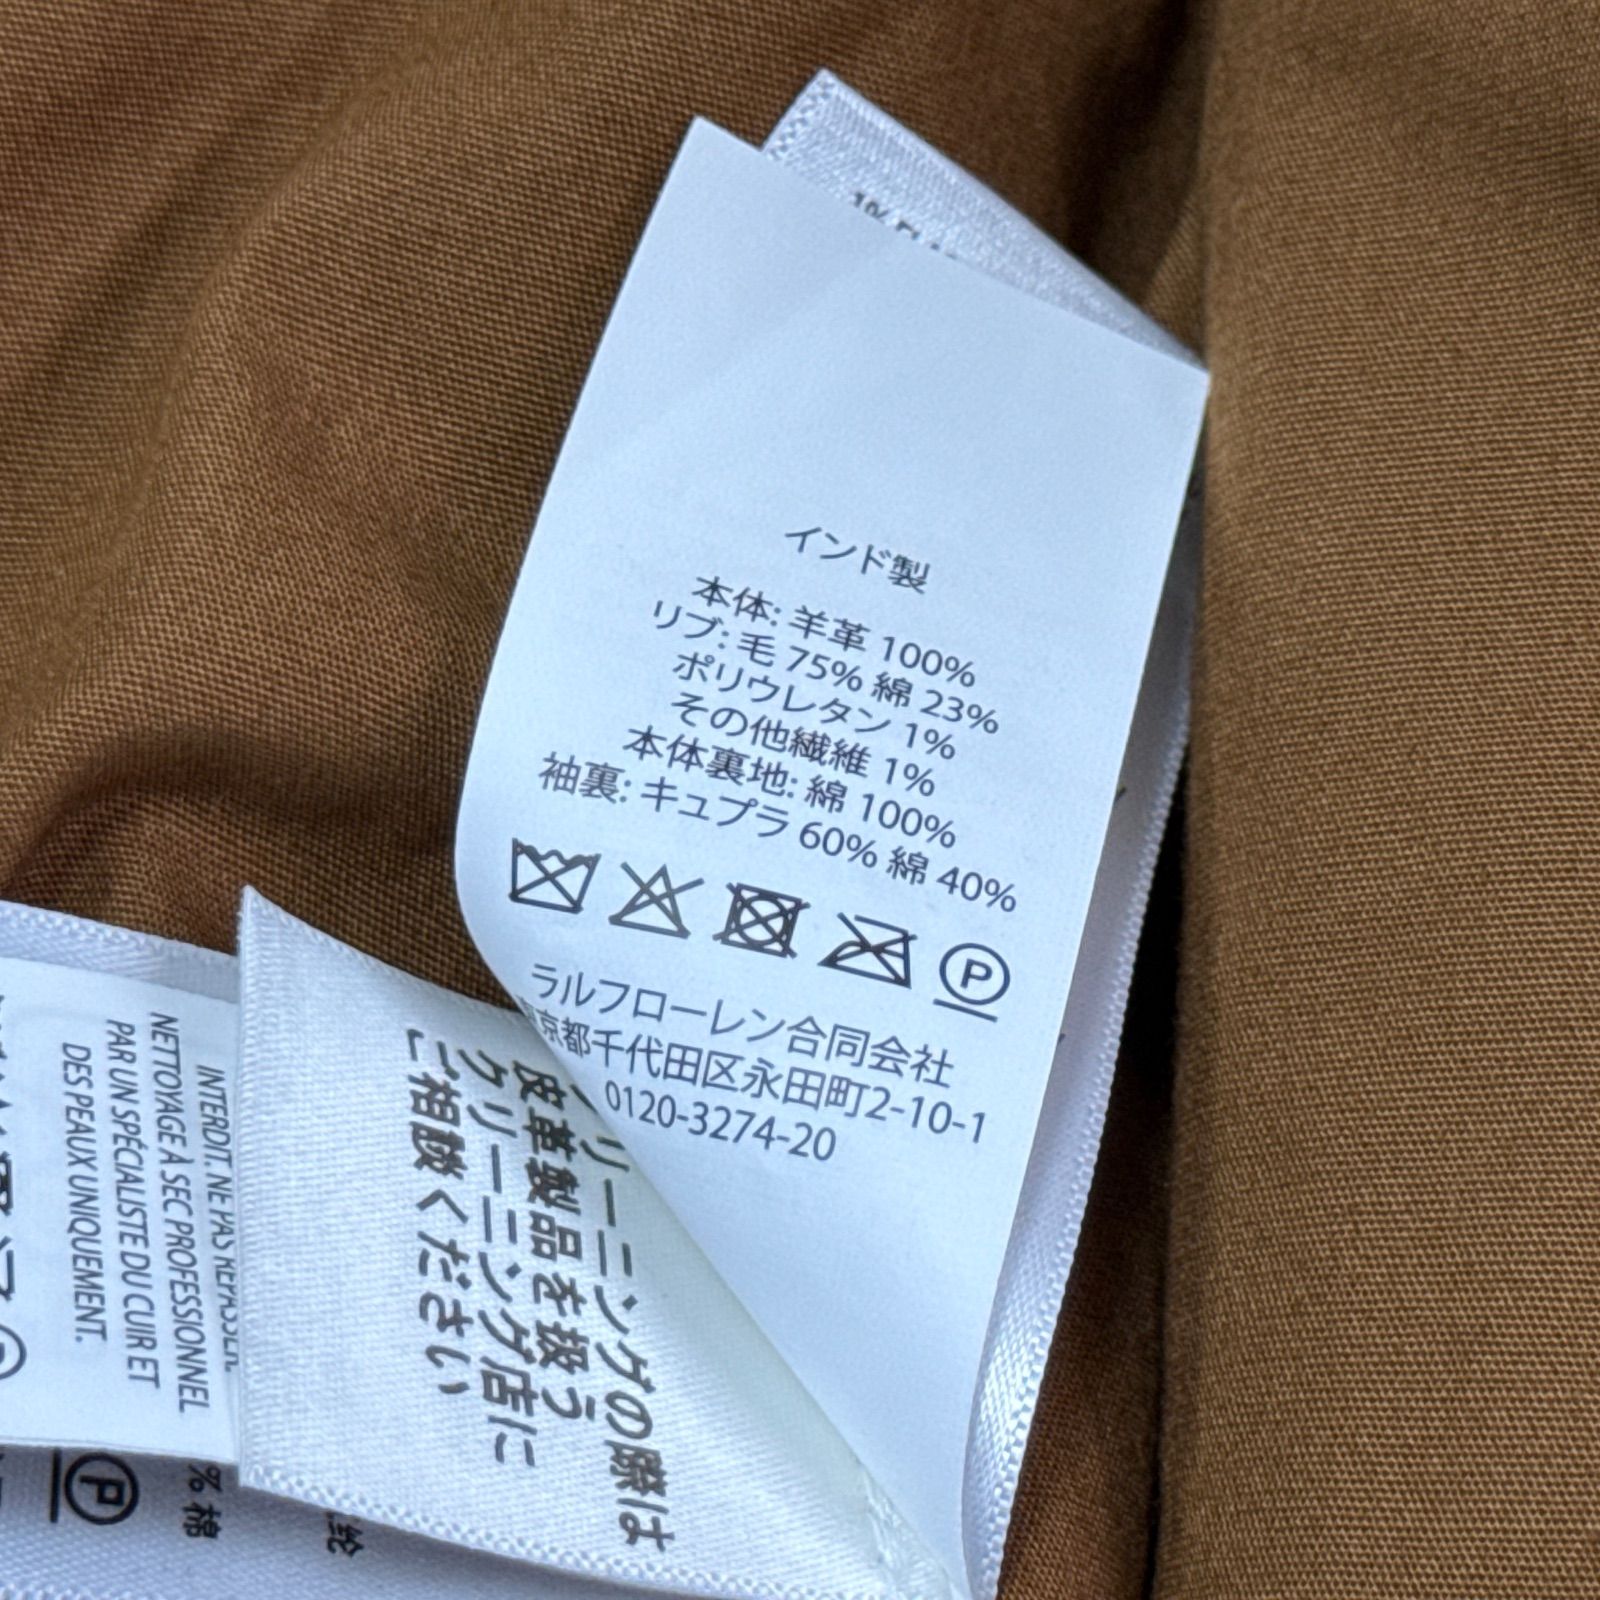 インド製
本体: 羊革 100%
リブ: 毛 75% 綿 23%
ポリウレタン 1%
その他繊維 1%
本体裏地: 綿 100%
袖裏: キュプラ 60% 綿 40%
P
ラルフローレン合同会社
京都千代田区永田町2-10-1
0120-3274-20
リーニングの際は
皮革製品を扱う
クリーニング店に
ご相談ください
INTERDIT. NE PAS REPASSER.
NETTOYAGE À SEC PROFESSIONNEL
PAR UN SPÉCIALISTE DU CUIR ET
DES PEAUX UNIQUEMENT.
P
% 棉